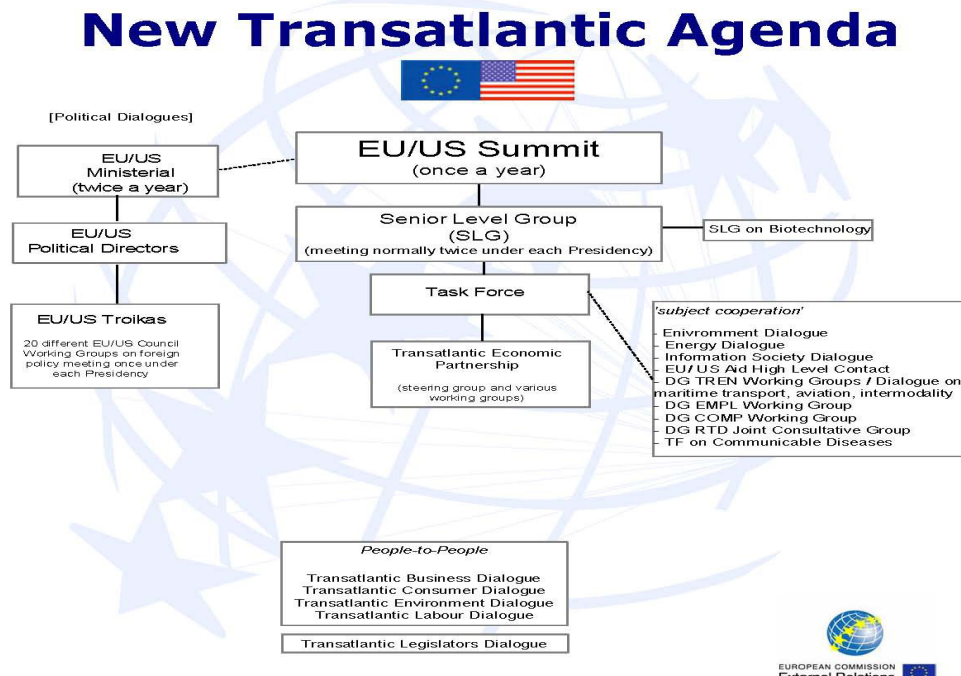 New Transatlantic Agenda
[Political Dialogues]
EU/US
Ministerial
(twice a year)
EU/US
Political Directors
EU/US Troikas
20 different EU/US Council
Working Groups on foreign
policy meeting once under
each Presidency
EU/US Summit
(once a year)
Senior Level Group
(SLG)
(meeting normally twice under each Presidency)
SLG on Biotechnology
Task Force
Transatlantic Economic
Partnership
(steering group and various
working groups)
'subject cooperation'
- Enivromment Dialogue
- Energy Dialogue
- Information Society Dialogue
- EU/ US Aid High Level Contact
- DG TREN Working Groups / Dialogue on
maritime transport, aviation, intermodality
- DG EMPL Working Group
- DG COMP Working Group
- DG RTD Joint Consultative Group
- TF on Communicable Diseases
People-to-People
Transatlantic Business Dialogue
Transatlantic Consumer Dialogue
Transatlantic Environment Dialogue
Transatlantic Labour Dialogue
Transatlantic Legislators Dialogue
EUROPEAN COMMISSION
External Relations